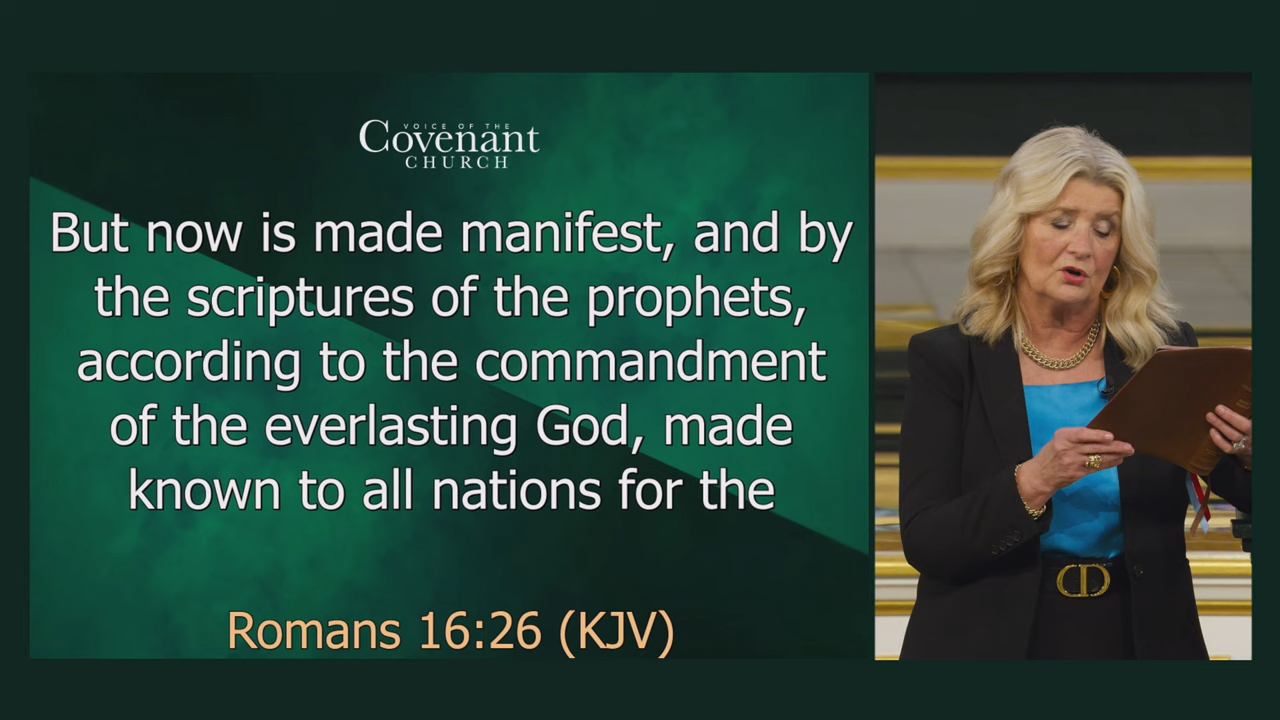 VOICE OF THE
Covenant
CHURCH
But now is made manifest, and by
the scriptures of the prophets,
according to the commandment
of the everlasting God, made
known to all nations for the
Romans 16:26 (KJV)